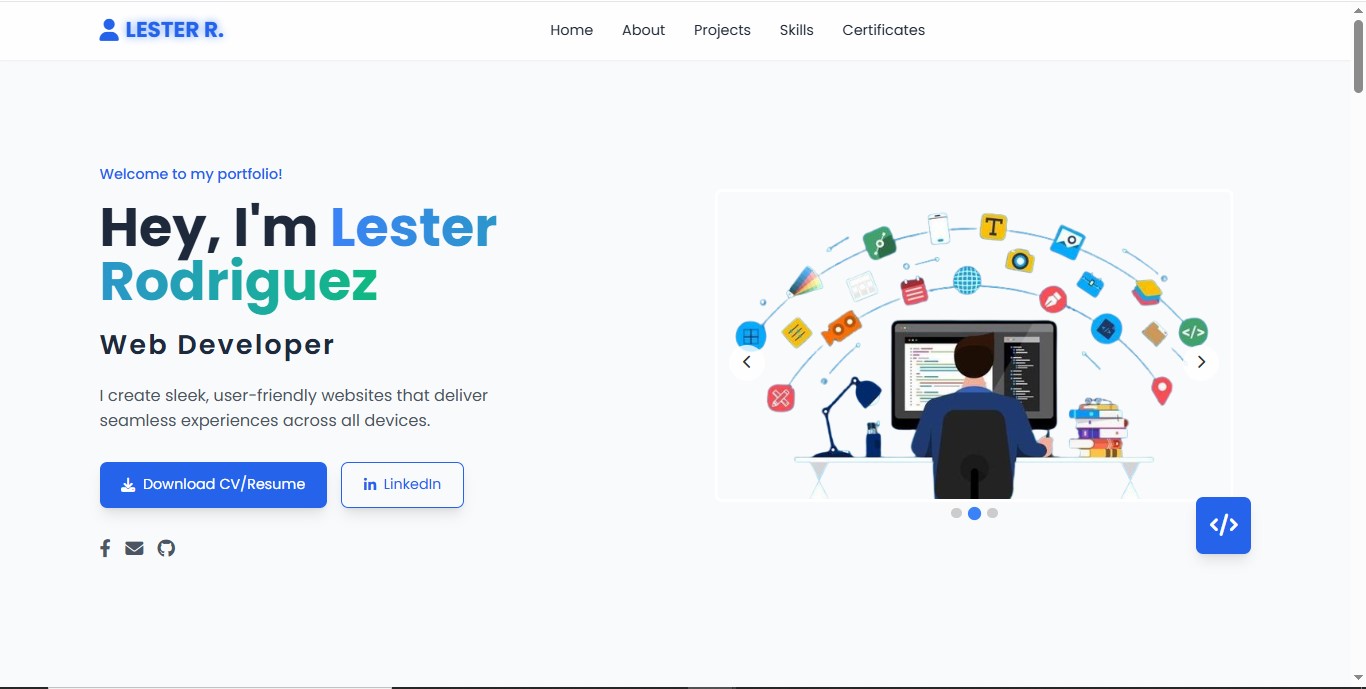 LESTER R.
Home About Projects Skills Certificates
Welcome to my portfolio!
Hey, I'm Lester
Rodriguez
Web Developer
I create sleek, user-friendly websites that deliver
seamless experiences across all devices.
Download CV/Resume
in LinkedIn
T
</>
</>